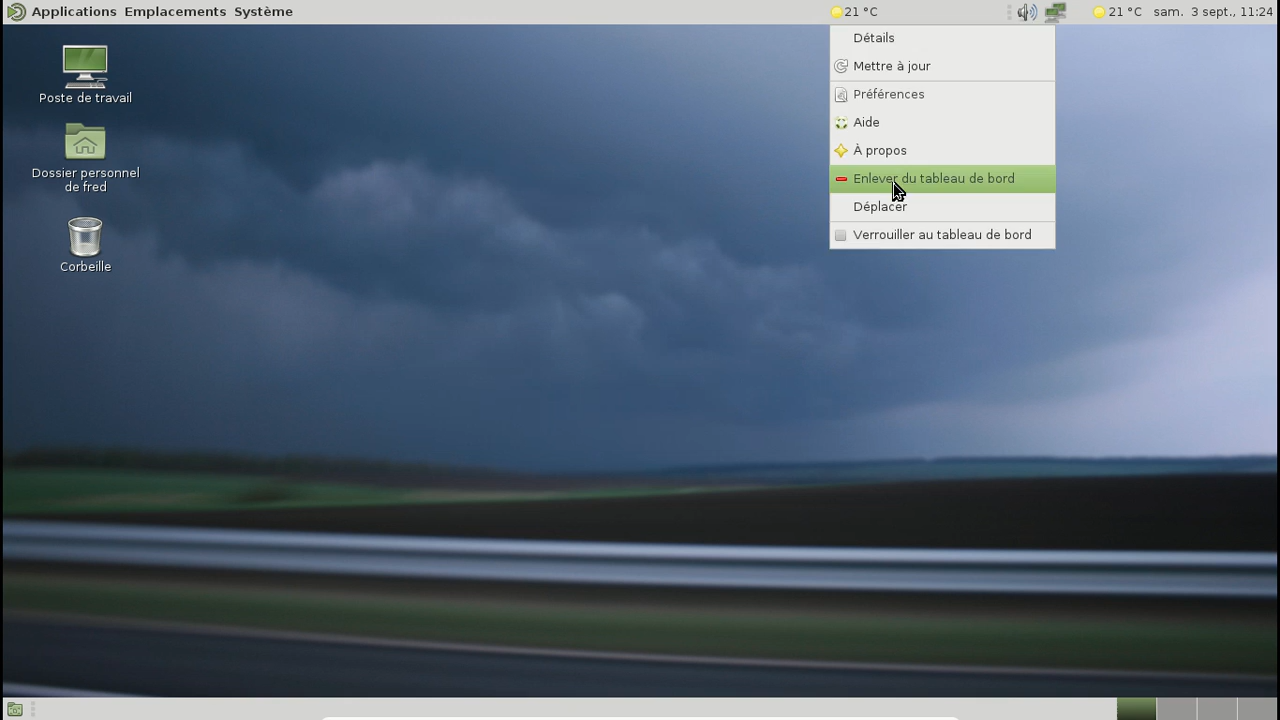 Applications Emplacements Système 21 °C 21 °C sam. 3 sept., 11:24
Détails
Mettre à jour
Préférences
Aide
À propos
Enlever du tableau de bord
Déplacer
Verrouiller au tableau de bord
Poste de travail
Dossier personnel
de fred
Corbeille